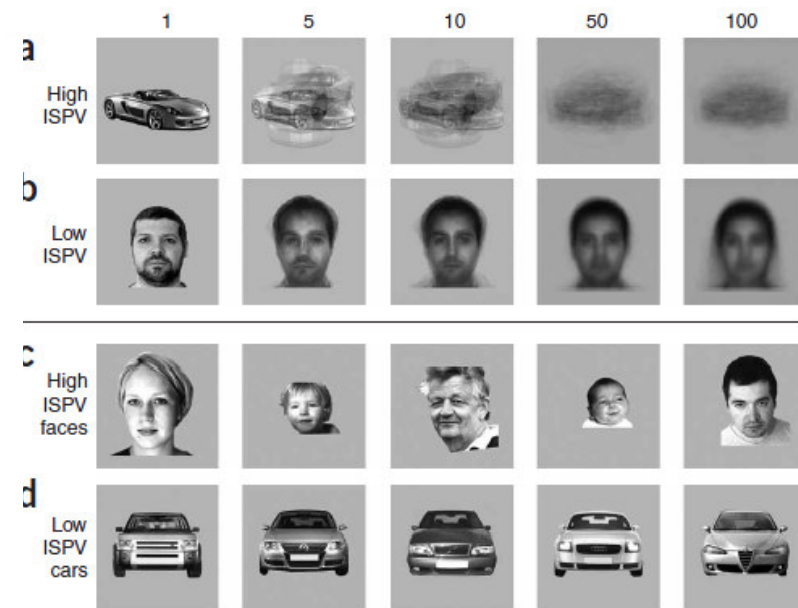 1 5 10 50 100
a
High
ISPV
b
Low
ISPV
c
High
ISPV
faces
d
Low
ISPV
cars